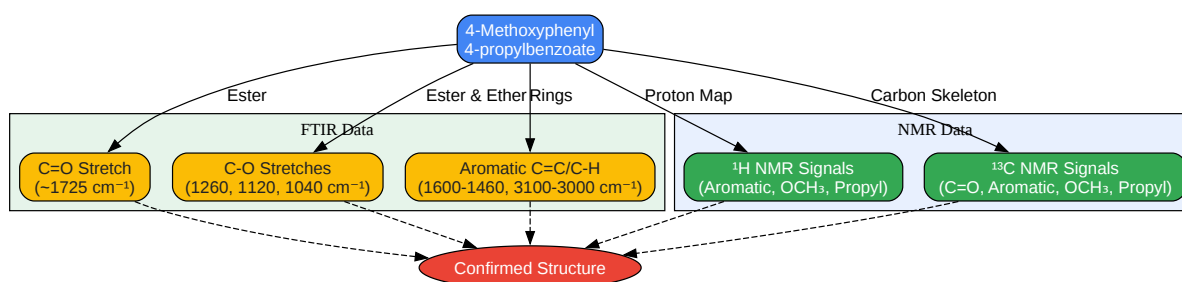 4-Methoxyphenyl
4-propylbenzoate
Ester
Ester & Ether
Rings
Proton Map
Carbon Skeleton
FTIR Data
NMR Data
C=O Stretch
(~1725 cm⁻¹)
C-O Stretches
(1260, 1120, 1040 cm⁻¹)
Aromatic C=C/C-H
(1600-1460, 3100-3000 cm⁻¹)
¹H NMR Signals
(Aromatic, OCH₃, Propyl)
¹³C NMR Signals
(C=O, Aromatic, OCH₃, Propyl)
Confirmed Structure